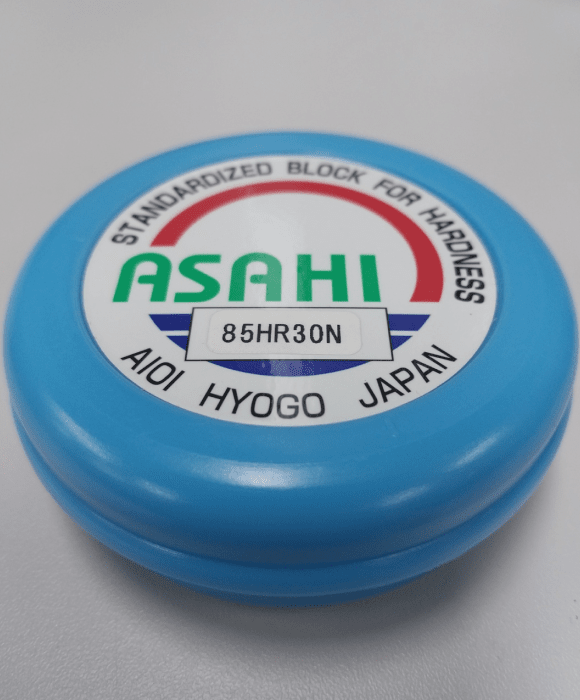 STANDARDIZED BLOCK FOR HARDNESS
ASAHI
85HR30N
AIOI HYOGO JAPAN